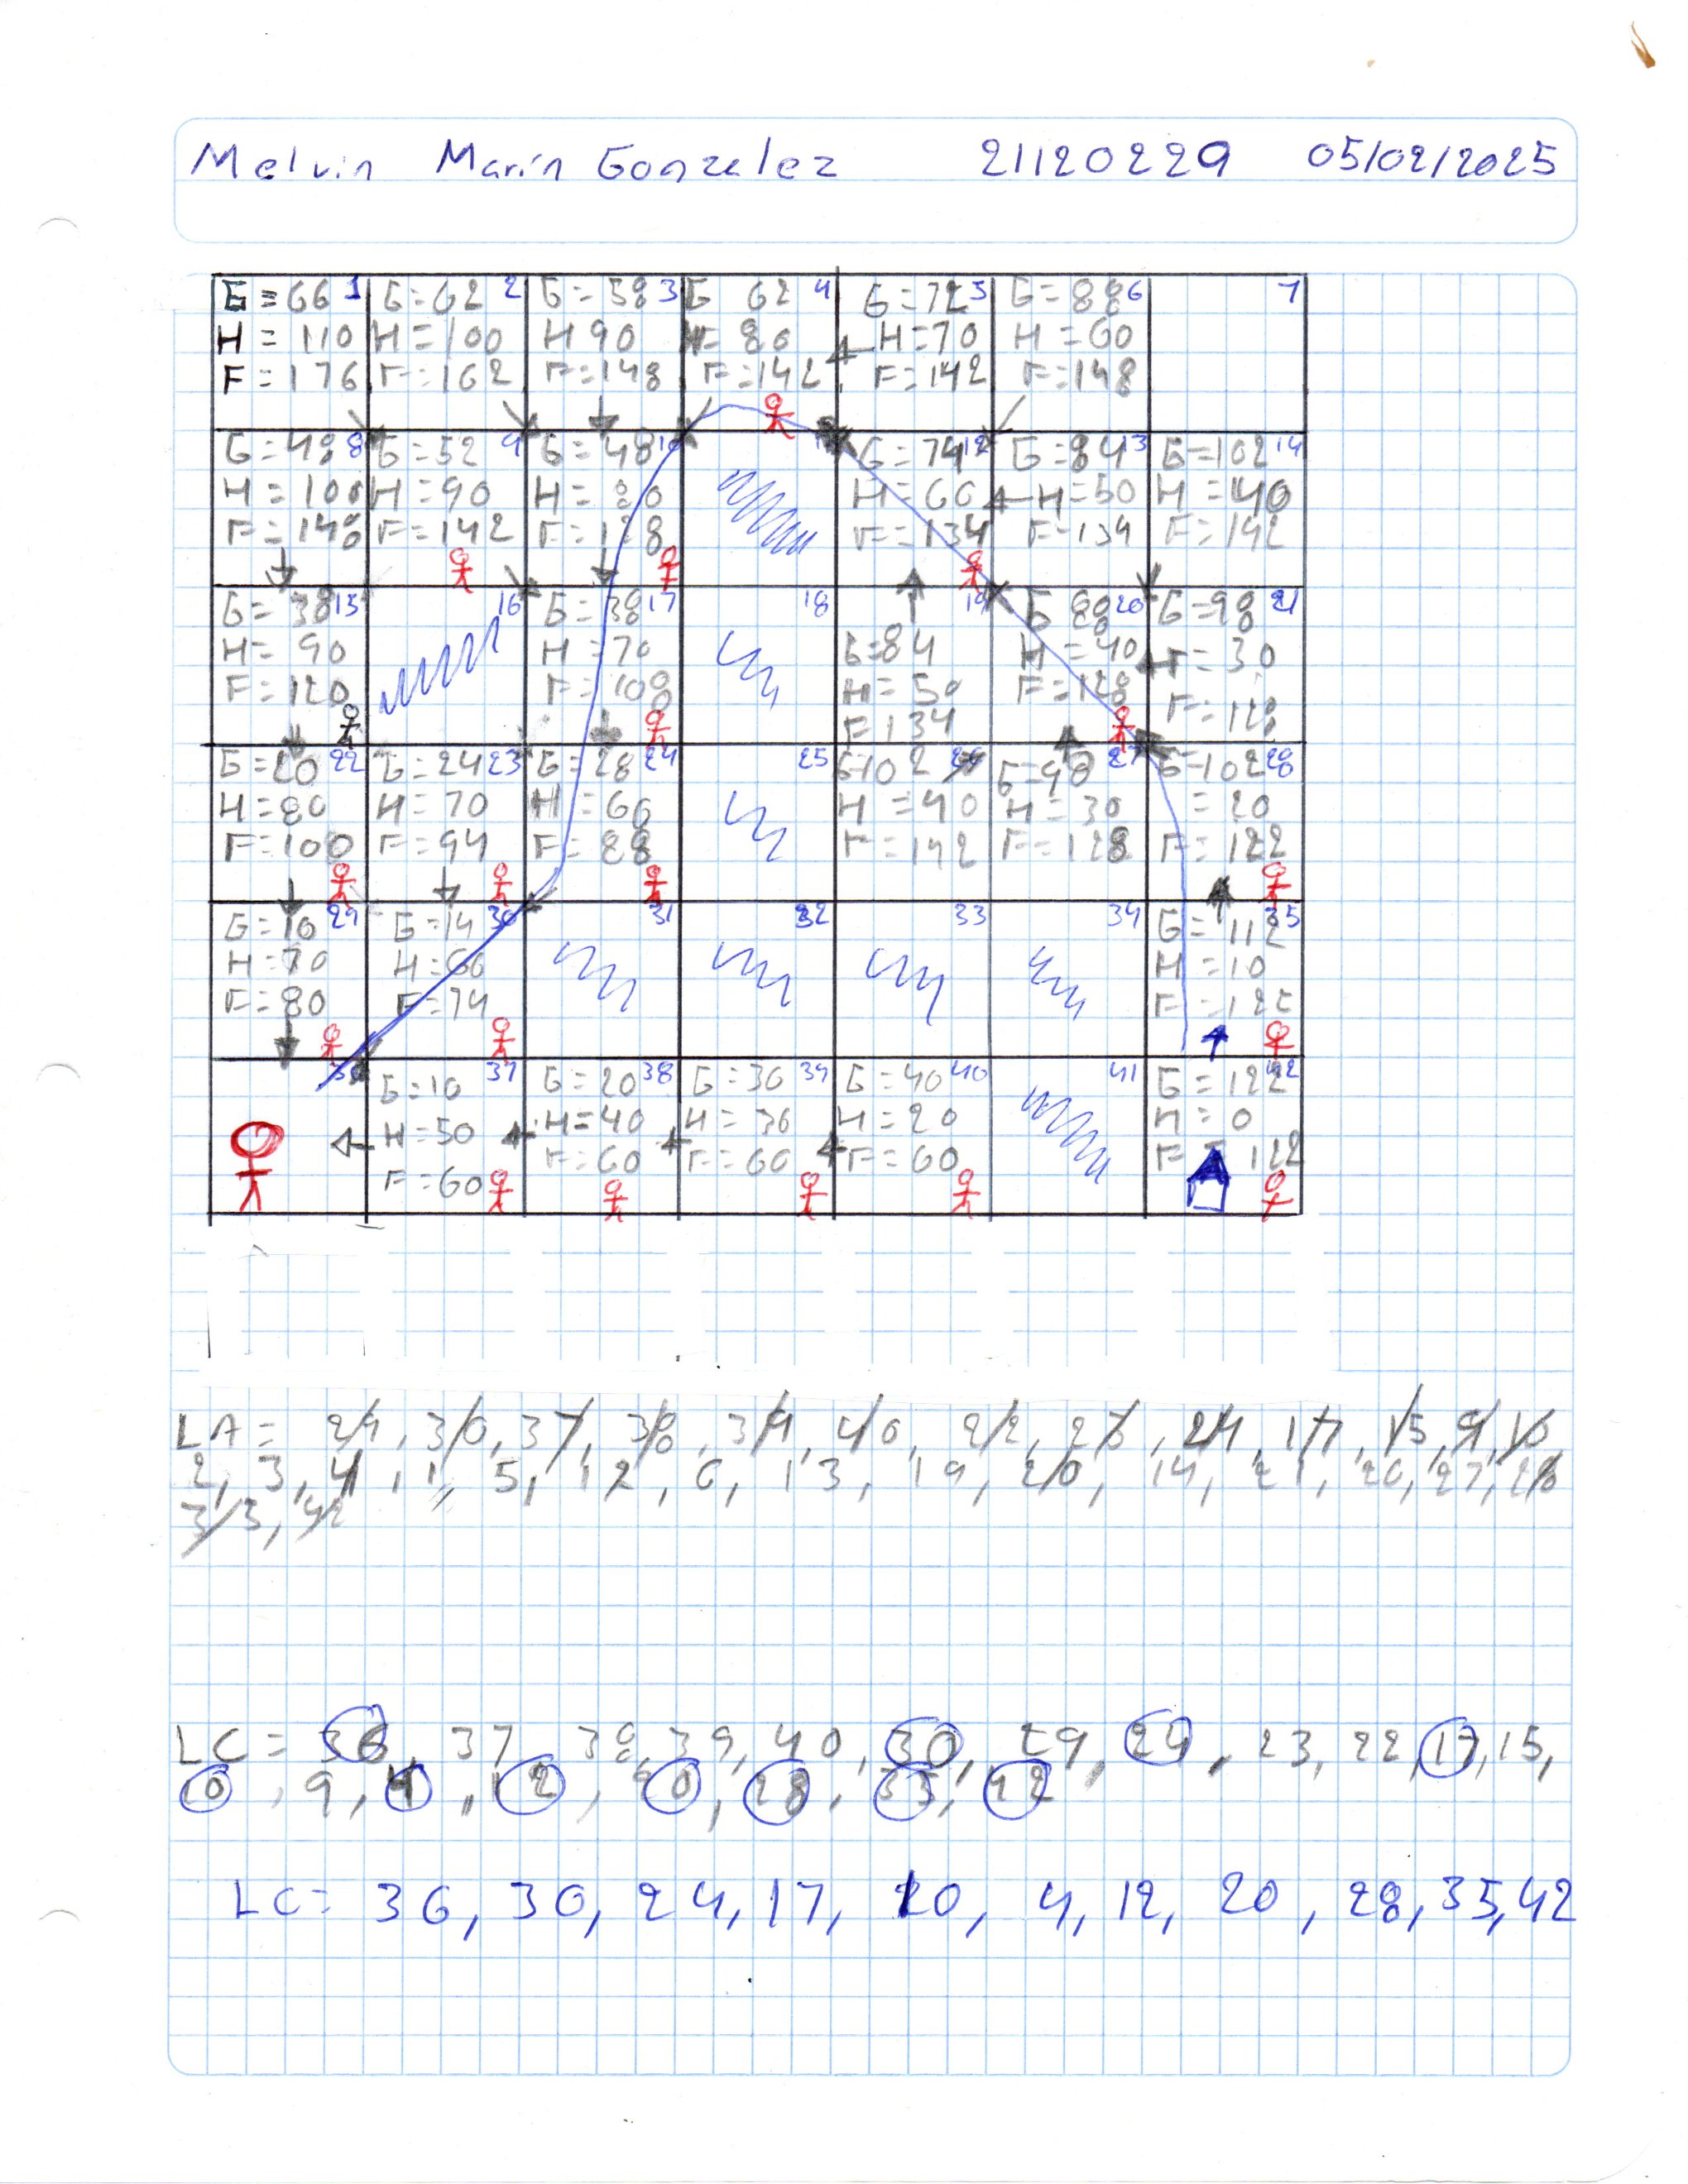 Melvin Marín Gonzalez 21120229 05/02/2025
G=66 1 G=62 2 G=58 3 G 62 4 G=72 5 G=88 6 7
H=110 H=100 H 90 H=80 H=70 H=60
F=176 F=162 F=148 F=142 F=142 F=148
G=48 8 G=52 9 G=48 10 G=74 12 G=84 13 G=102 14
H=100 H=90 H=80 H=60 H=50 H=40
F=148 F=142 F=128 F=134 F=134 F=142
G=38 15 16 G=38 17 18 19 G 88 20 G=98 21
H=90 H=70 G=84 H=40 H=30
F=120 F=108 H=50 F=128 F=128
F 134
G=20 22 G=24 23 G=28 24 25 G 102 26 G=98 27 G=102 28
H=80 H=70 H=60 H=40 H=30 =20
F=100 F=94 F=88 F=142 F=128 F=122
G=10 29 G=14 30 31 32 33 34 G=112 35
H=70 H=60 H=10
F=80 F=74 F=122
36 G=10 37 G=20 38 G=30 39 G=40 40 41 G=122 42
H=50 H=40 H=30 H=20 H=0
F=60 F=60 F=60 F=60 F 122
LA= 29, 30, 37, 38, 39, 40, 22, 23, 24, 17, 15, 9, 10,
2, 3, 4, 1, 5, 12, 6, 13, 19, 20, 14, 21, 26, 27, 28
35, 42
LC= 36, 37, 38, 39, 40, 30, 29, 24, 23, 22, 17, 15,
10, 9, 4, 12, 20, 28, 35, 42
LC= 36, 30, 24, 17, 10, 4, 12, 20, 28, 35, 42